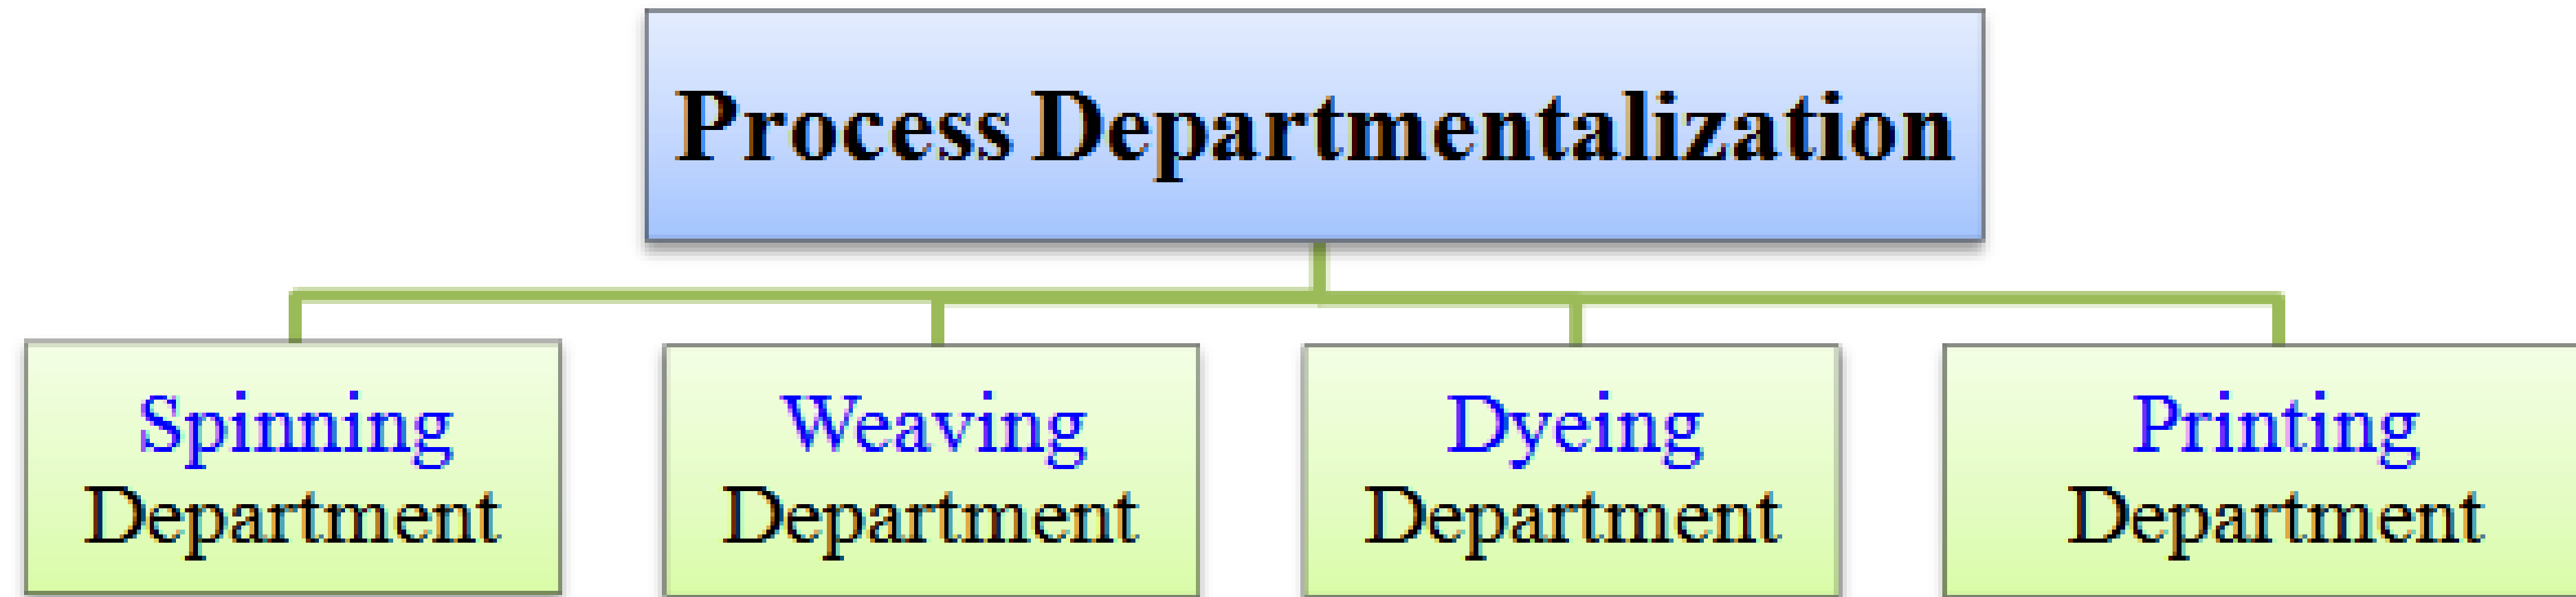 Process Departmentalization
Spinning
Department
Weaving
Department
Dyeing
Department
Printing
Department